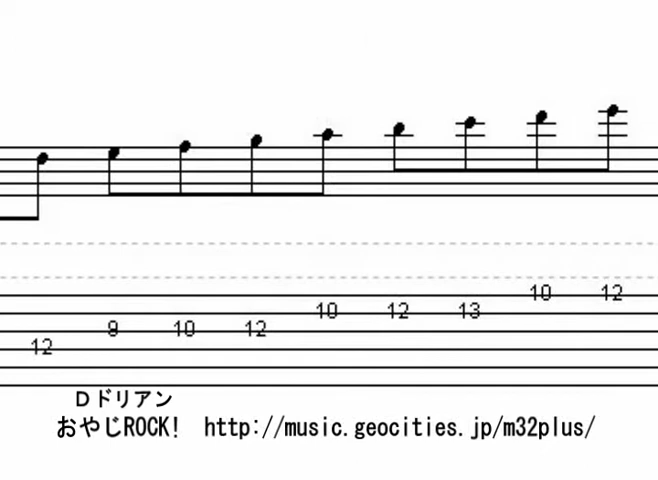 10 12
10 12 13
9 10 12
12
Dドリアン
おやじROCK! http://music.geocities.jp/m32plus/